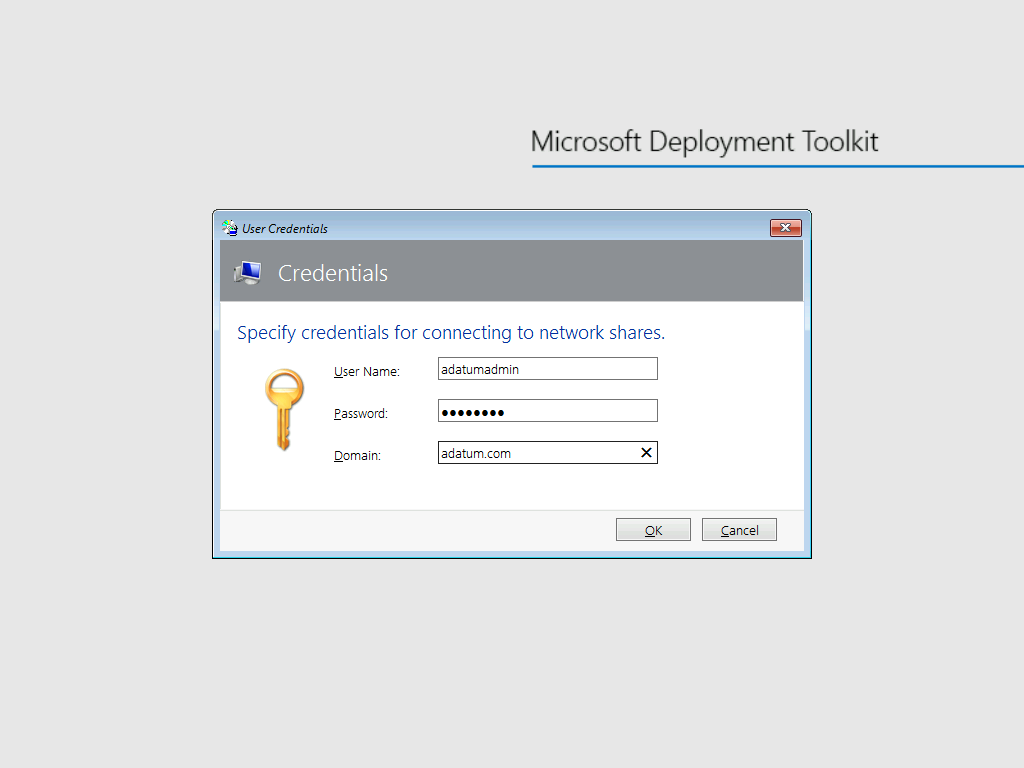 Microsoft Deployment Toolkit
User Credentials
Credentials
Specify credentials for connecting to network shares.
User Name: adatumadmin
Password: ●●●●●●●●
Domain: adatum.com
OK Cancel